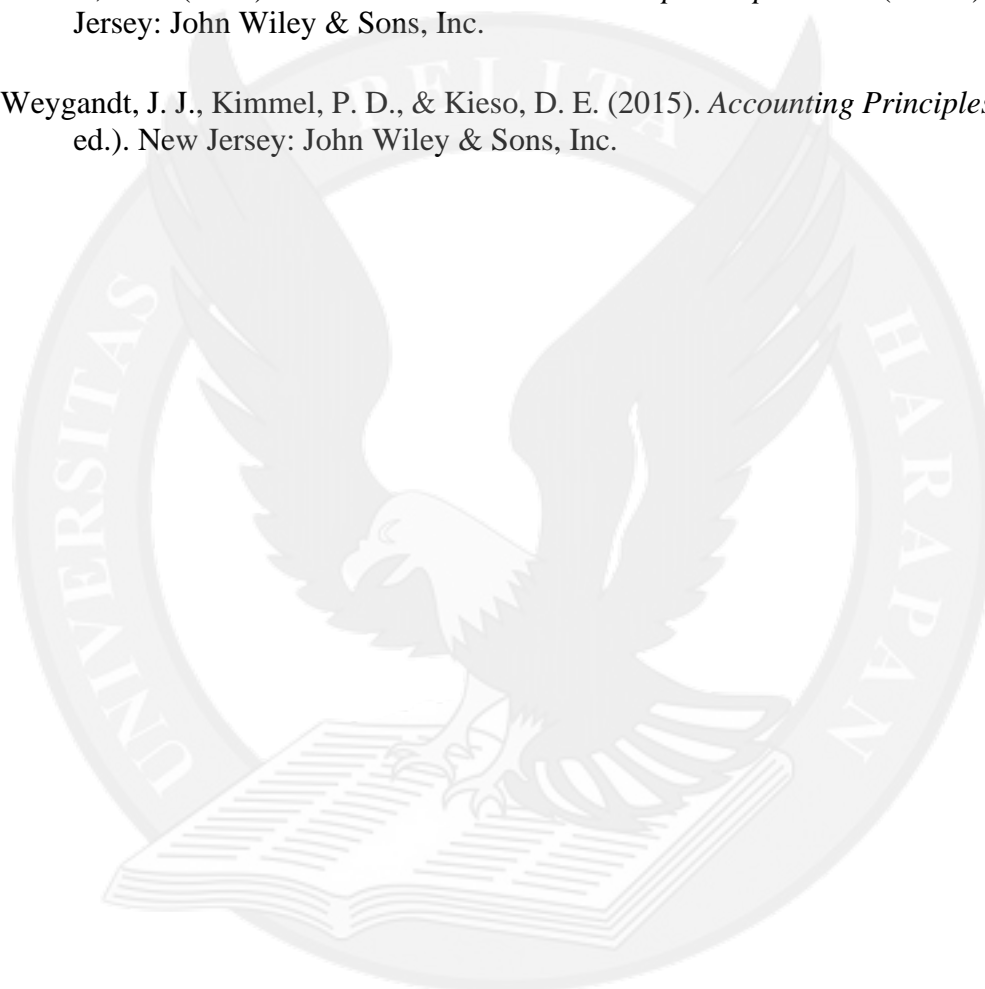 Jersey: John Wiley & Sons, Inc.
Weygandt, J. J., Kimmel, P. D., & Kieso, D. E. (2015). Accounting Principles
ed.). New Jersey: John Wiley & Sons, Inc.
PELITA
UNIVERSITAS
HARAPAN